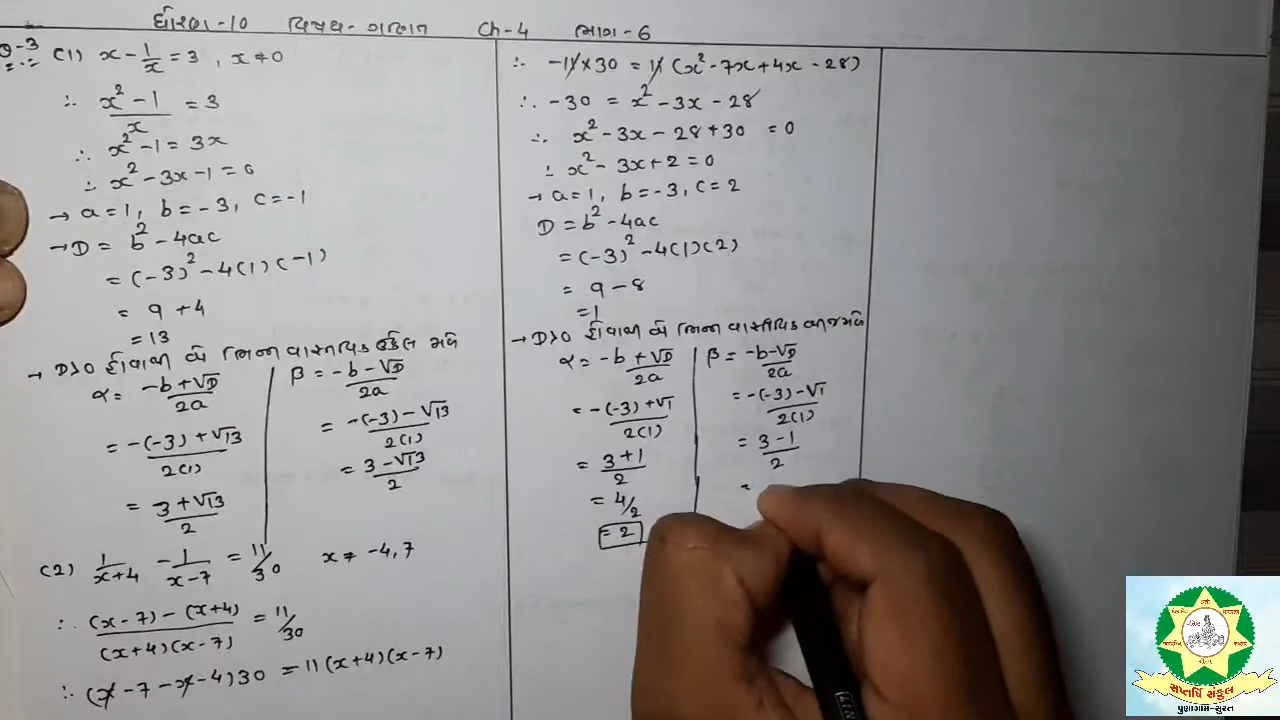 ધોરણ-10 વિષય-ગણિત Ch-4 ભાગ-6
Q-3 (1) x - 1/x = 3, x ≠ 0
∴ x² - 1 / x = 3
∴ x² - 1 = 3x
∴ x² - 3x - 1 = 0
→ a = 1, b = -3, c = -1
→ D = b² - 4ac
= (-3)² - 4(1)(-1)
= 9 + 4
= 13
→ D>0 હોવાથી બે ભિન્ન વાસ્તવિક ઉકેલ મળે
α = -b + √D / 2a
= -(-3) + √13 / 2(1)
= 3 + √13 / 2
β = -b - √D / 2a
= -(-3) - √13 / 2(1)
= 3 - √13 / 2
(2) 1/x+4 - 1/x-7 = 11/30 x ≠ -4, 7
∴ (x-7) - (x+4) / (x+4)(x-7) = 11/30
∴ (x - 7 - x - 4)30 = 11(x+4)(x-7)
∴ -11 × 30 = 11 (x² - 7x + 4x - 28)
∴ -30 = x² - 3x - 28
∴ x² - 3x - 28 + 30 = 0
∴ x² - 3x + 2 = 0
→ a = 1, b = -3, c = 2
D = b² - 4ac
= (-3)² - 4(1)(2)
= 9 - 8
= 1
→ D>0 હોવાથી બે ભિન્ન વાસ્તવિક બીજ મળે
α = -b + √D / 2a
= -(-3) + √1 / 2(1)
= 3 + 1 / 2
= 4/2
= 2
β = -b - √D / 2a
= -(-3) - √1 / 2(1)
= 3 - 1 / 2
=
સપ્તર્ષિ સંકુલ
પુણાગામ-સુરત